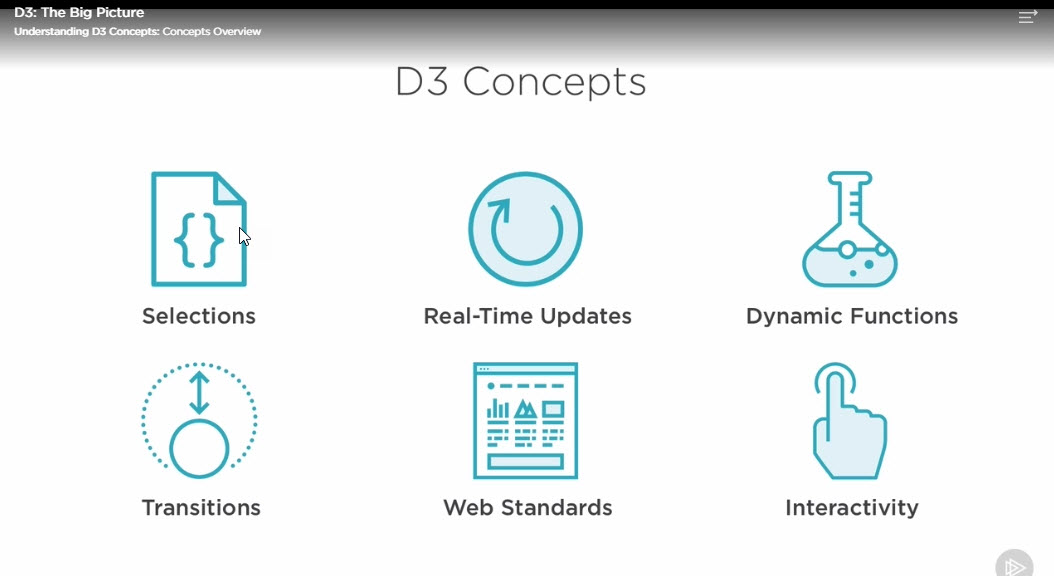 D3: The Big Picture
Understanding D3 Concepts: Concepts Overview
D3 Concepts
{}
Selections
Real-Time Updates
Dynamic Functions
Transitions
Web Standards
Interactivity